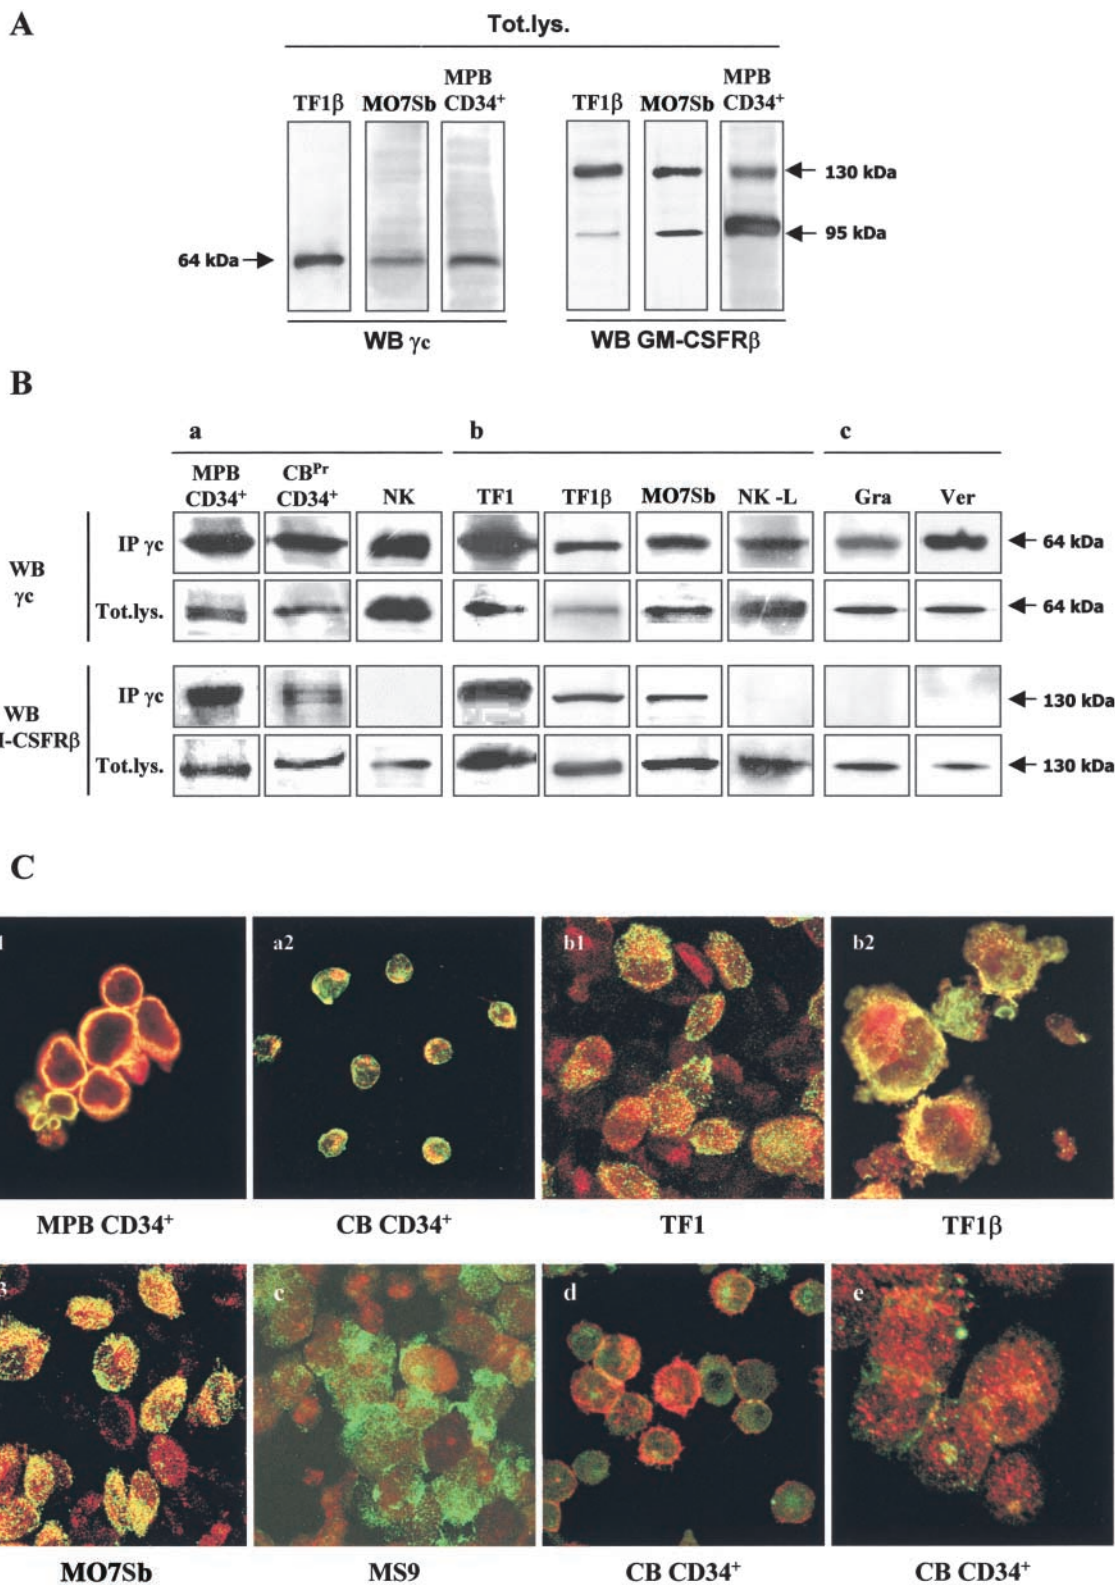 A
Tot.lys.
TF1β MO7Sb MPB CD34+
TF1β MO7Sb MPB CD34+
130 kDa
95 kDa
64 kDa
WB γc
WB GM-CSFRβ
B
a b c
MPB CD34+ CBPr CD34+ NK TF1 TF1β MO7Sb NK -L Gra Ver
WB γc
IP γc
64 kDa
Tot.lys.
64 kDa
WB
-CSFRβ
IP γc
130 kDa
Tot.lys.
130 kDa
C
a2 b1 b2
MPB CD34+ CB CD34+ TF1 TF1β
c d e
MO7Sb MS9 CB CD34+ CB CD34+